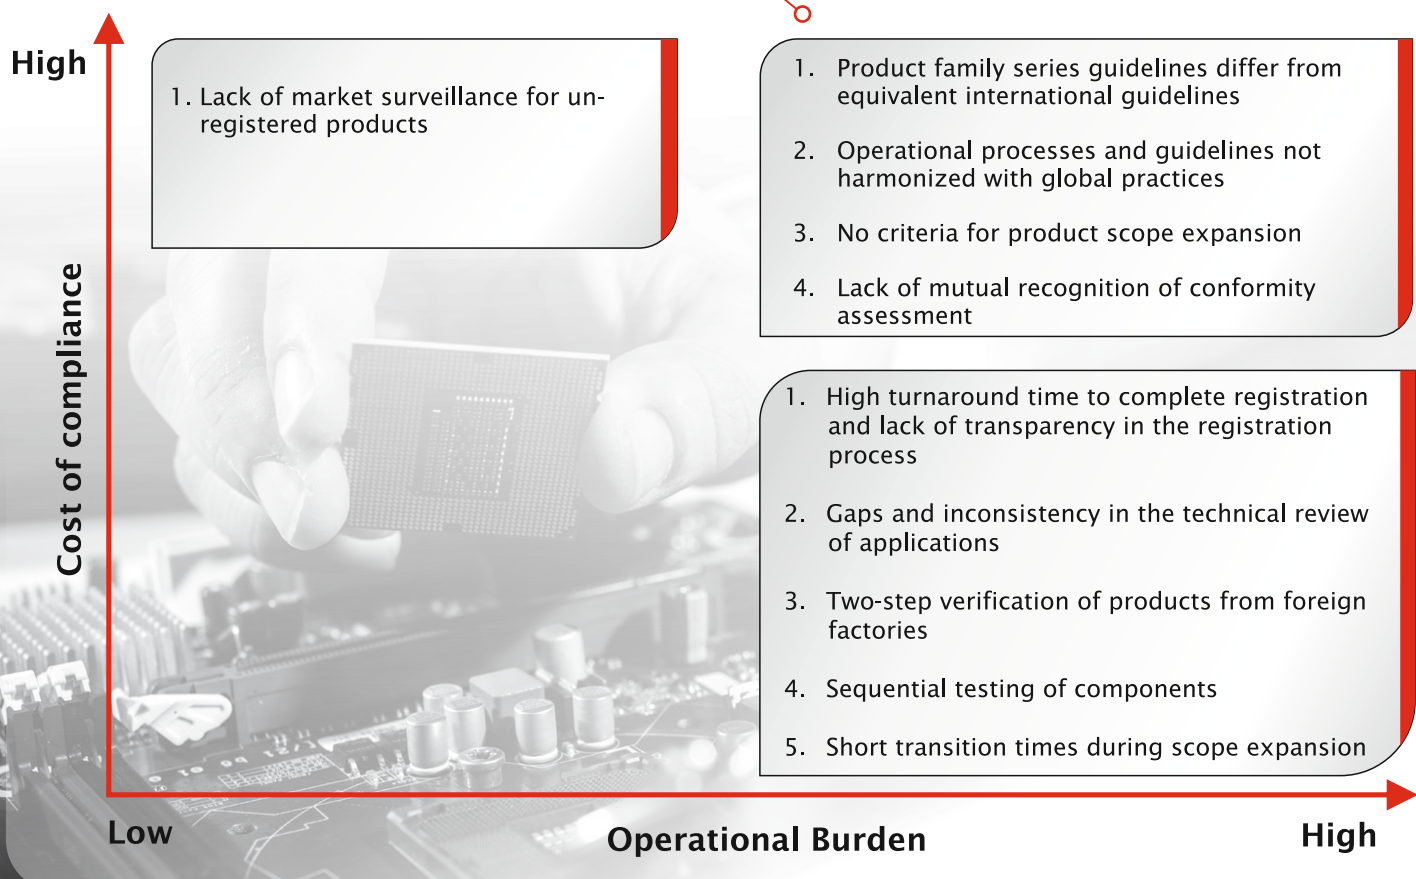 High
1. Lack of market surveillance for un-
registered products
1. Product family series guidelines differ from
equivalent international guidelines
2. Operational processes and guidelines not
harmonized with global practices
3. No criteria for product scope expansion
4. Lack of mutual recognition of conformity
assessment
Cost of compliance
1. High turnaround time to complete registration
and lack of transparency in the registration
process
2. Gaps and inconsistency in the technical review
of applications
3. Two-step verification of products from foreign
factories
4. Sequential testing of components
5. Short transition times during scope expansion
Low
Operational Burden
High